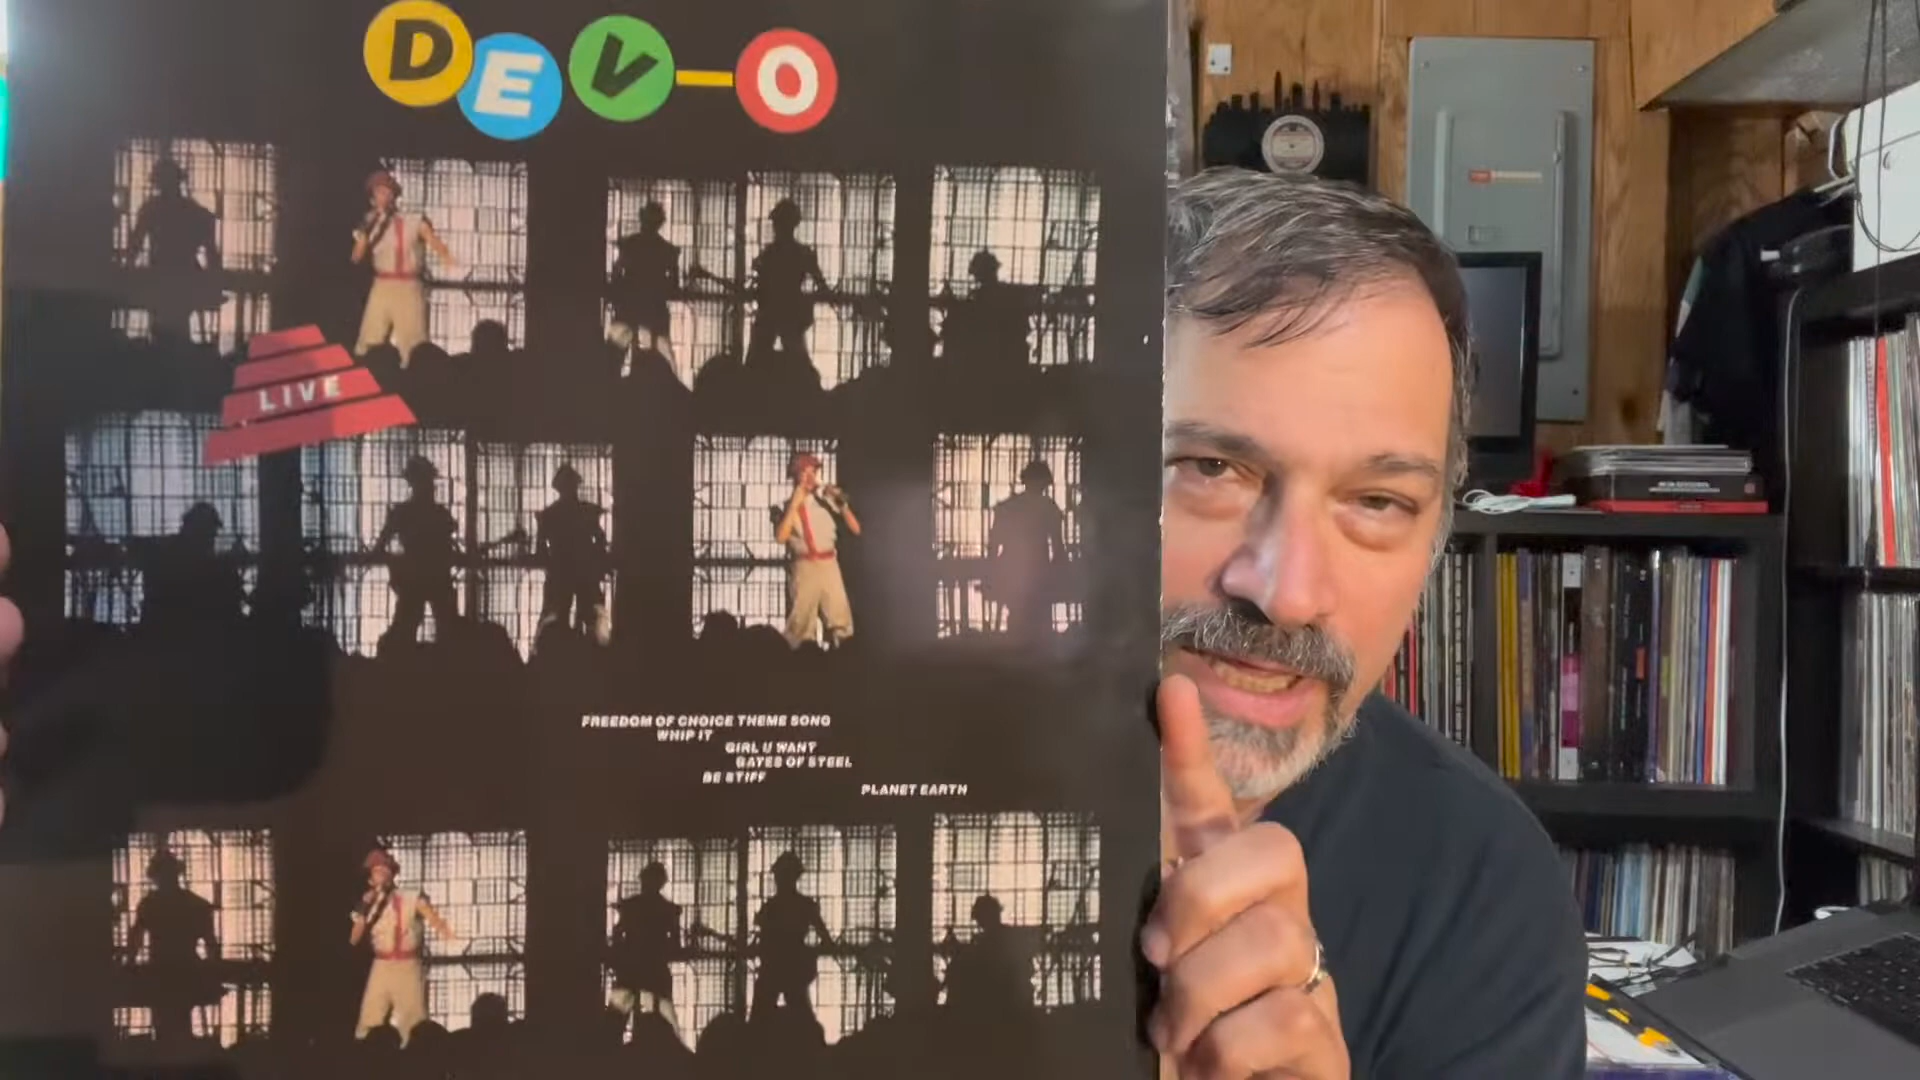 DEV-O
LIVE
FREEDOM OF CHOICE THEME SONG
WHIP IT
GIRL U WANT
GATES OF STEEL
BE STIFF
PLANET EARTH